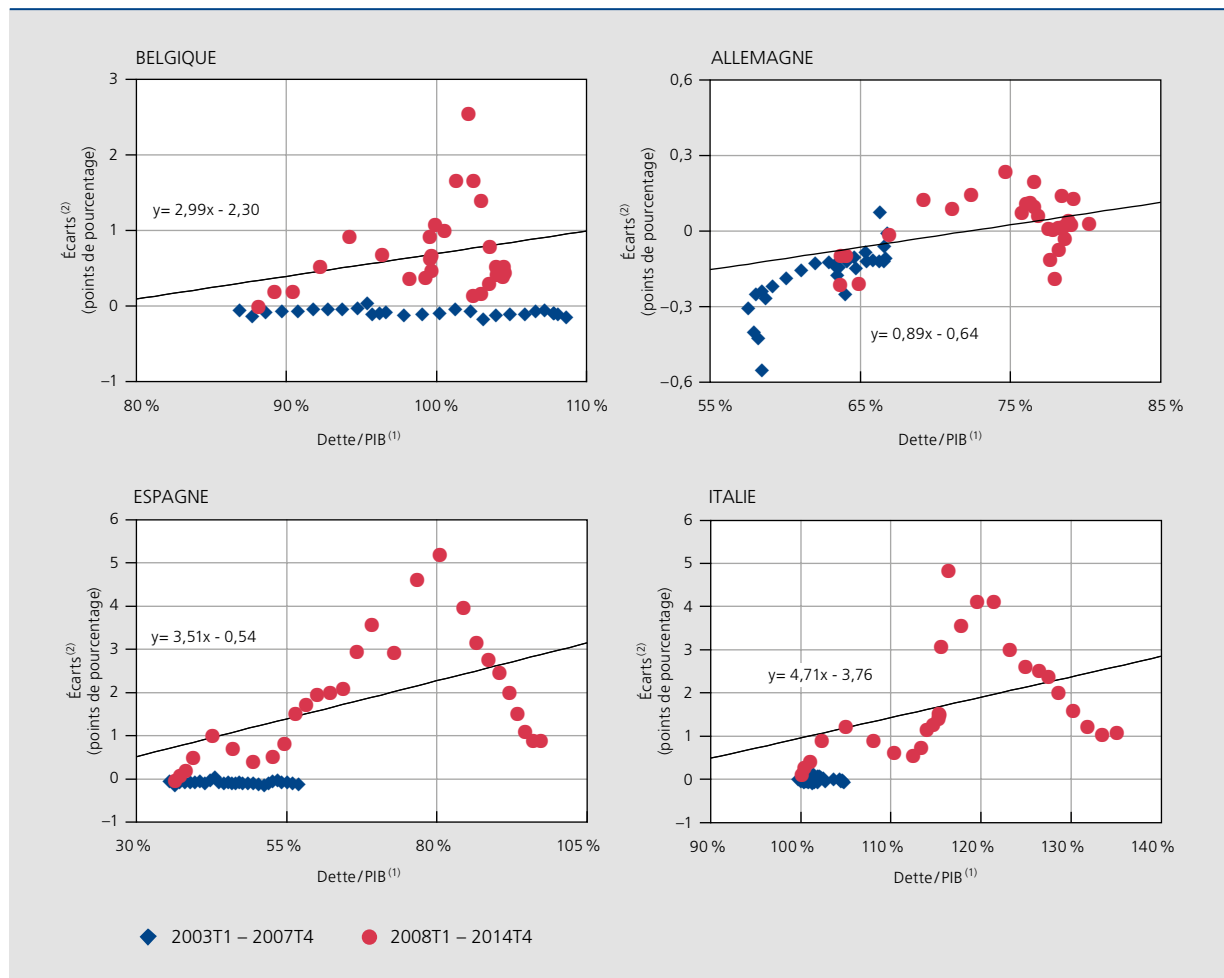 BELGIQUE
3
2
1
0
–1
Écarts (2)
(points de pourcentage)
y= 2,99x - 2,30
80 % 90 % 100 % 110 %
Dette/PIB (1)
ALLEMAGNE
0,6
0,3
0
–0,3
–0,6
Écarts (2)
(points de pourcentage)
y= 0,89x - 0,64
55 % 65 % 75 % 85 %
Dette/PIB (1)
ESPAGNE
6
5
4
3
2
1
0
–1
Écarts (2)
(points de pourcentage)
y= 3,51x - 0,54
30 % 55 % 80 % 105 %
Dette/PIB (1)
ITALIE
6
5
4
3
2
1
0
–1
Écarts (2)
(points de pourcentage)
y= 4,71x - 3,76
90 % 100 % 110 % 120 % 130 % 140 %
Dette/PIB (1)
2003T1 – 2007T4 2008T1 – 2014T4